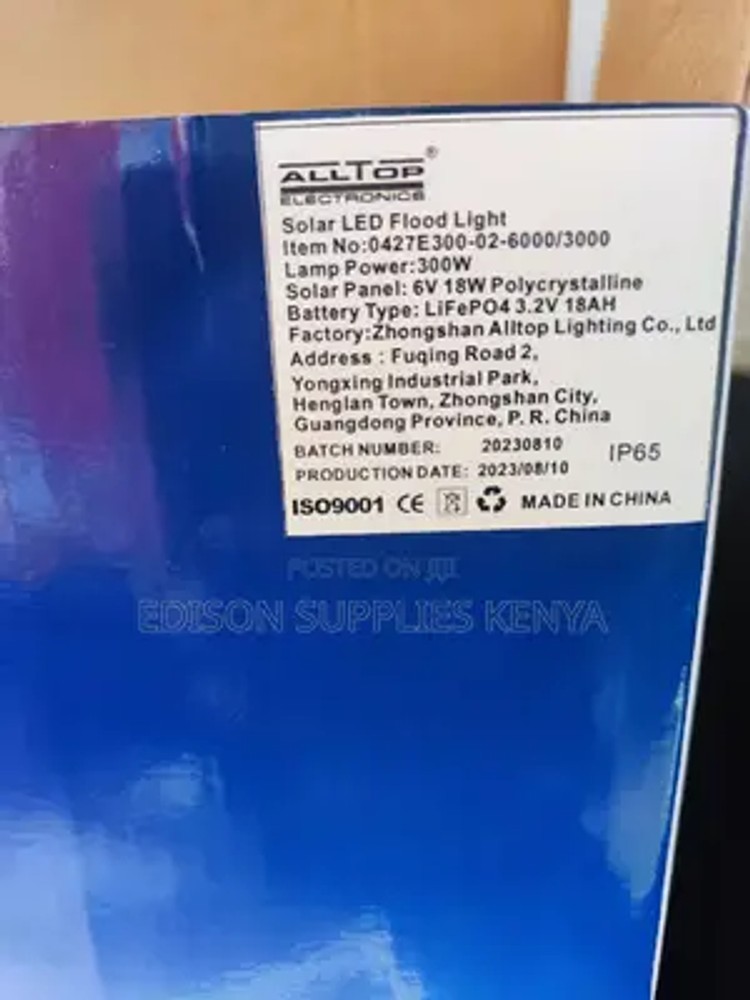 ALLTOP®
ELECTRONICS
Solar LED Flood Light
Item No:0427E300-02-6000/3000
Lamp Power:300W
Solar Panel: 6V 18W Polycrystalline
Battery Type: LiFePO4 3.2V 18AH
Factory:Zhongshan Alltop Lighting Co., Ltd
Address : Fuqing Road 2,
Yongxing Industrial Park,
Henglan Town, Zhongshan City,
Guangdong Province, P. R. China
BATCH NUMBER: 20230810 IP65
PRODUCTION DATE: 2023/08/10
ISO9001 CE MADE IN CHINA
POSTED ON JIJI
EDISON SUPPLIES KENYA